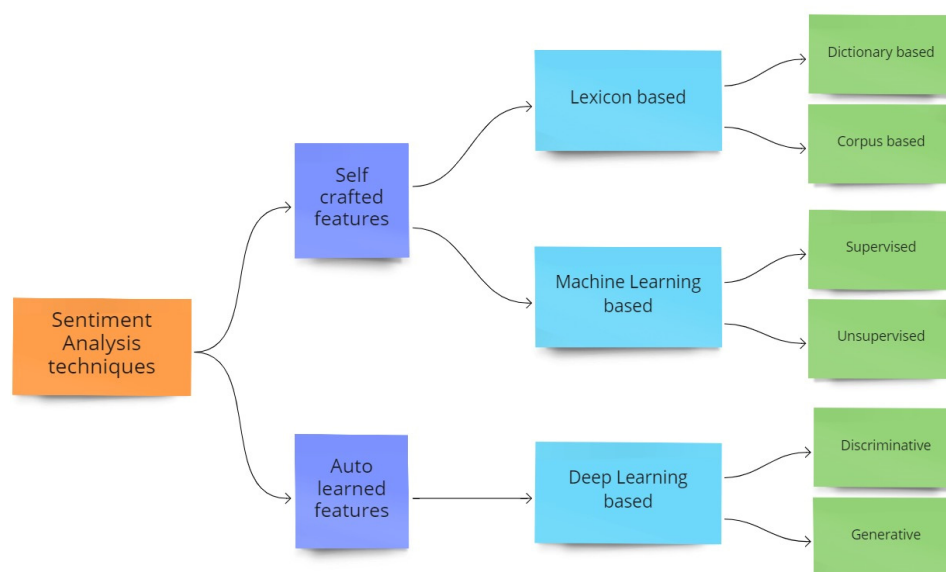 Sentiment
Analysis
techniques
Self
crafted
features
Auto
learned
features
Lexicon based
Machine Learning
based
Deep Learning
based
Dictionary based
Corpus based
Supervised
Unsupervised
Discriminative
Generative